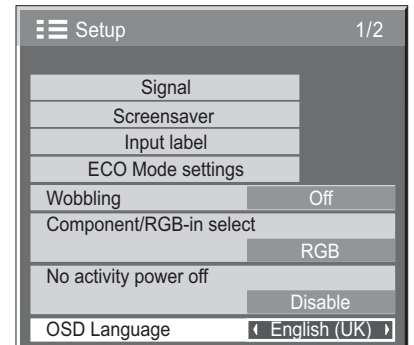 Setup 1/2
Signal
Screensaver
Input label
ECO Mode settings
Wobbling Off
Component/RGB-in select
RGB
No activity power off
Disable
OSD Language English (UK)